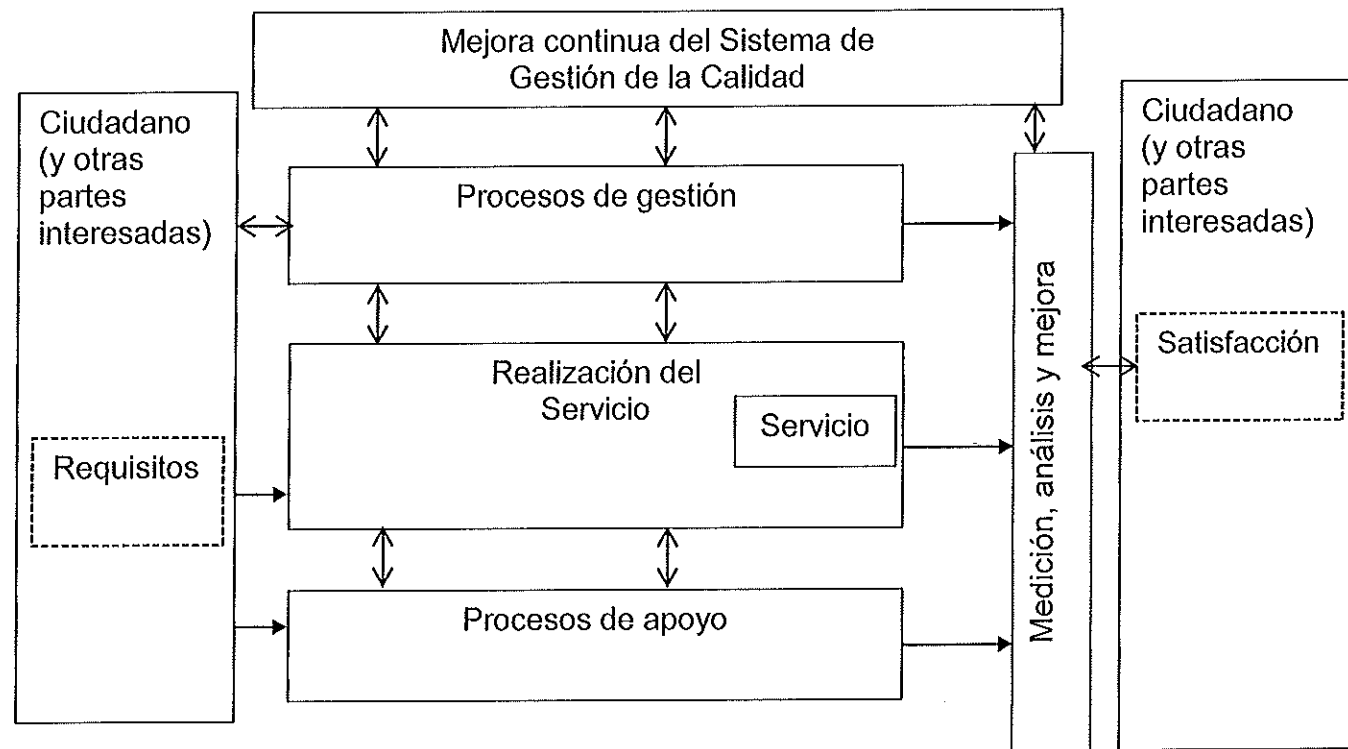 Mejora continua del Sistema de
Gestión de la Calidad
Ciudadano
(y otras
partes
interesadas)
Requisitos
Procesos de gestión
Realización del
Servicio
Servicio
Procesos de apoyo
Medición, análisis y mejora
Ciudadano
(y otras
partes
interesadas)
Satisfacción